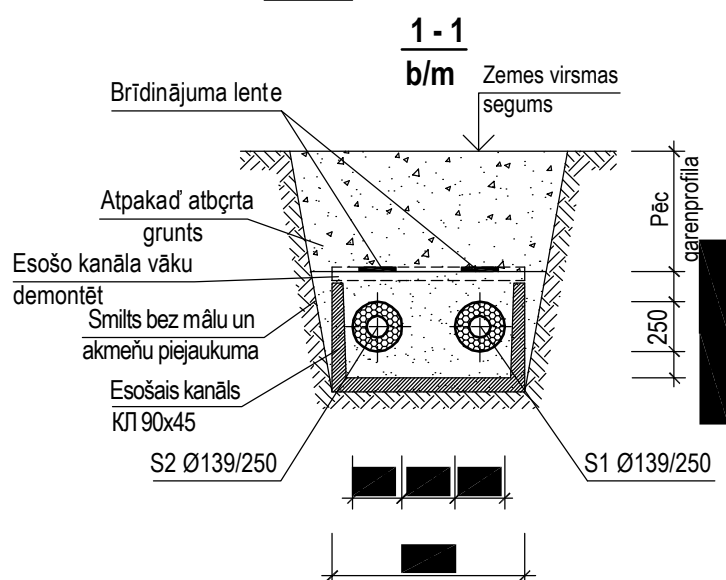 1 - 1
b/m
Zemes virsmas
segums
Brīdinājuma lente
Atpakaď atbçrta
grunts
Esošo kanāla vāku
demontēt
Smilts bez mâlu un
akmeňu piejaukuma
Esošais kanâls
КЛ 90x45
S2 Ø139/250
S1 Ø139/250
Pēc
garenprofila
250